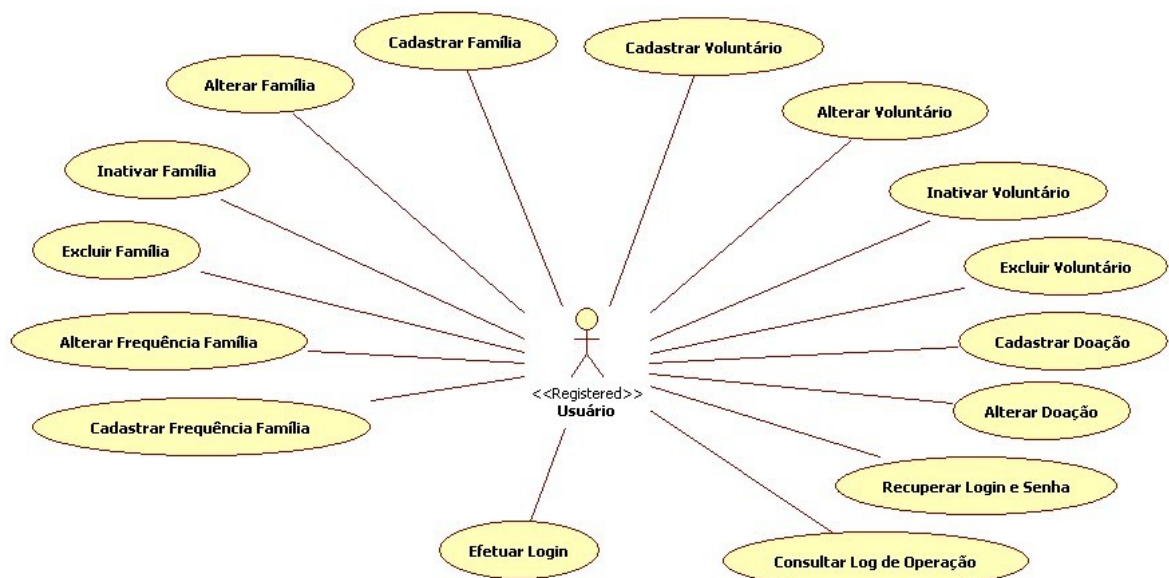 Cadastrar Família
Cadastrar Voluntário
Alterar Família
Alterar Voluntário
Inativar Família
Inativar Voluntário
Excluir Família
Excluir Voluntário
Alterar Frequência Família
Cadastrar Doação
Cadastrar Frequência Família
Alterar Doação
<<Registered>>
Usuário
Recuperar Login e Senha
Efetuar Login
Consultar Log de Operação